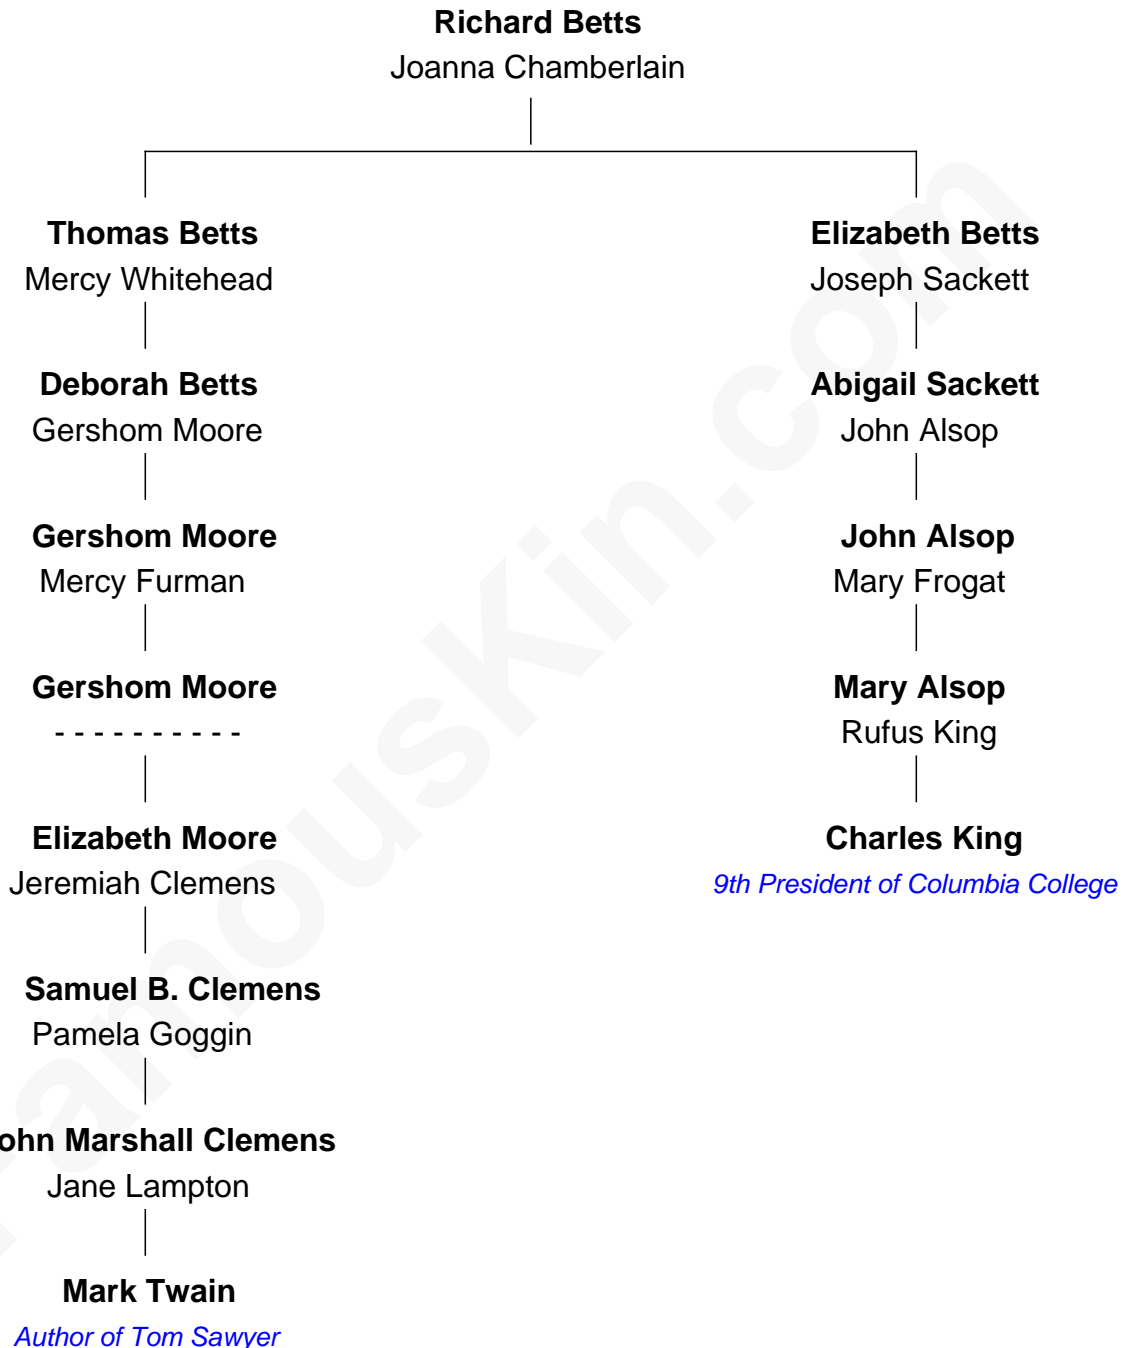 Richard Betts
Joanna Chamberlain
Thomas Betts
Mercy Whitehead
Elizabeth Betts
Joseph Sackett
Deborah Betts
Gershom Moore
Abigail Sackett
John Alsop
Gershom Moore
Mercy Furman
John Alsop
Mary Frogat
Gershom Moore
- - - - - - - - - -
Mary Alsop
Rufus King
Elizabeth Moore
Jeremiah Clemens
Charles King
9th President of Columbia College
Samuel B. Clemens
Pamela Goggin
ohn Marshall Clemens
Jane Lampton
Mark Twain
Author of Tom Sawyer
FamousKin.com